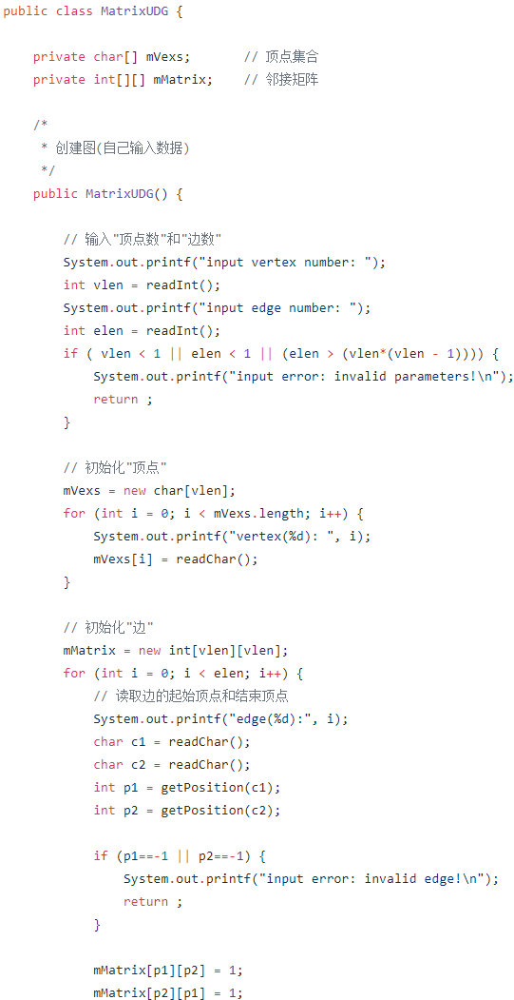 public class MatrixUDG {
private char[] mVexs;       // 顶点集合
private int[][] mMatrix;    // 邻接矩阵
/*
* 创建图(自己输入数据)
*/
public MatrixUDG() {
// 输入"顶点数"和"边数"
System.out.printf("input vertex number: ");
int vlen = readInt();
System.out.printf("input edge number: ");
int elen = readInt();
if ( vlen < 1 || elen < 1 || (elen > (vlen*(vlen - 1)))) {
System.out.printf("input error: invalid parameters!\n");
return ;
}
// 初始化"顶点"
mVexs = new char[vlen];
for (int i = 0; i < mVexs.length; i++) {
System.out.printf("vertex(%d): ", i);
mVexs[i] = readChar();
}
// 初始化"边"
mMatrix = new int[vlen][vlen];
for (int i = 0; i < elen; i++) {
// 读取边的起始顶点和结束顶点
System.out.printf("edge(%d):", i);
char c1 = readChar();
char c2 = readChar();
int p1 = getPosition(c1);
int p2 = getPosition(c2);
if (p1==-1 || p2==-1) {
System.out.printf("input error: invalid edge!\n");
return ;
}
mMatrix[p1][p2] = 1;
mMatrix[p2][p1] = 1;